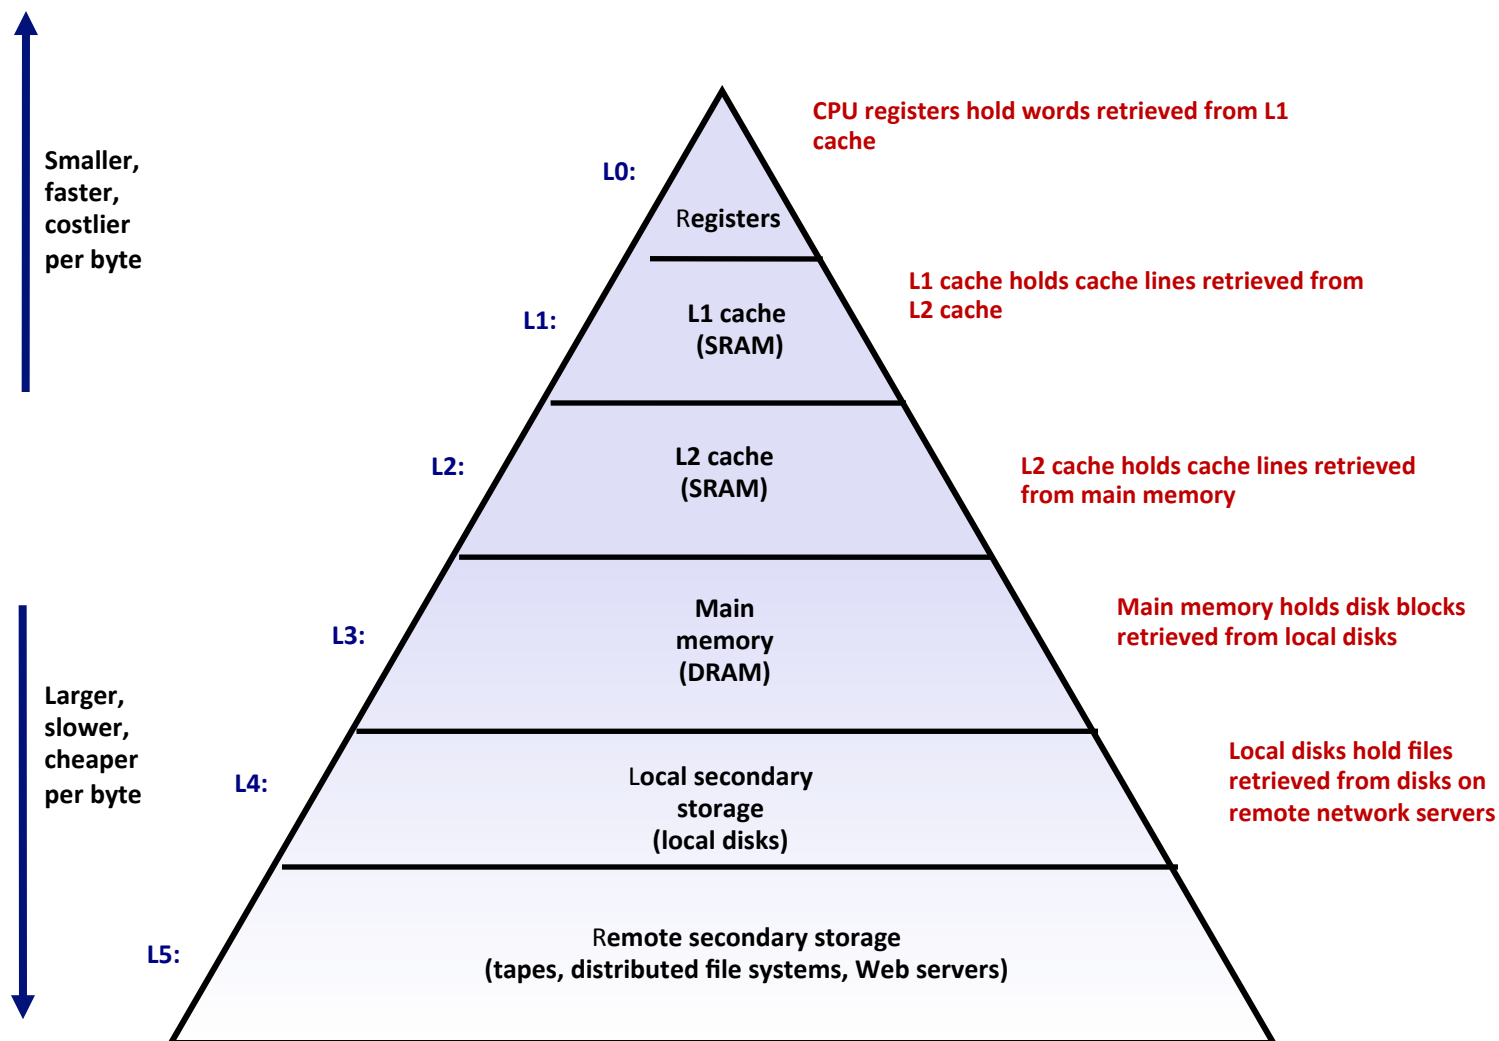 CPU registers hold words retrieved from L1
cache
Smaller,
faster,
costlier
per byte
L0:
Registers
L1 cache holds cache lines retrieved from
L2 cache
L1:
L1 cache
(SRAM)
L2:
L2 cache
(SRAM)
L2 cache holds cache lines retrieved
from main memory
L3:
Main
memory
(DRAM)
Main memory holds disk blocks
retrieved from local disks
Larger,
slower,
cheaper
per byte
L4:
Local secondary
storage
(local disks)
Local disks hold files
retrieved from disks on
remote network servers
L5:
Remote secondary storage
(tapes, distributed file systems, Web servers)